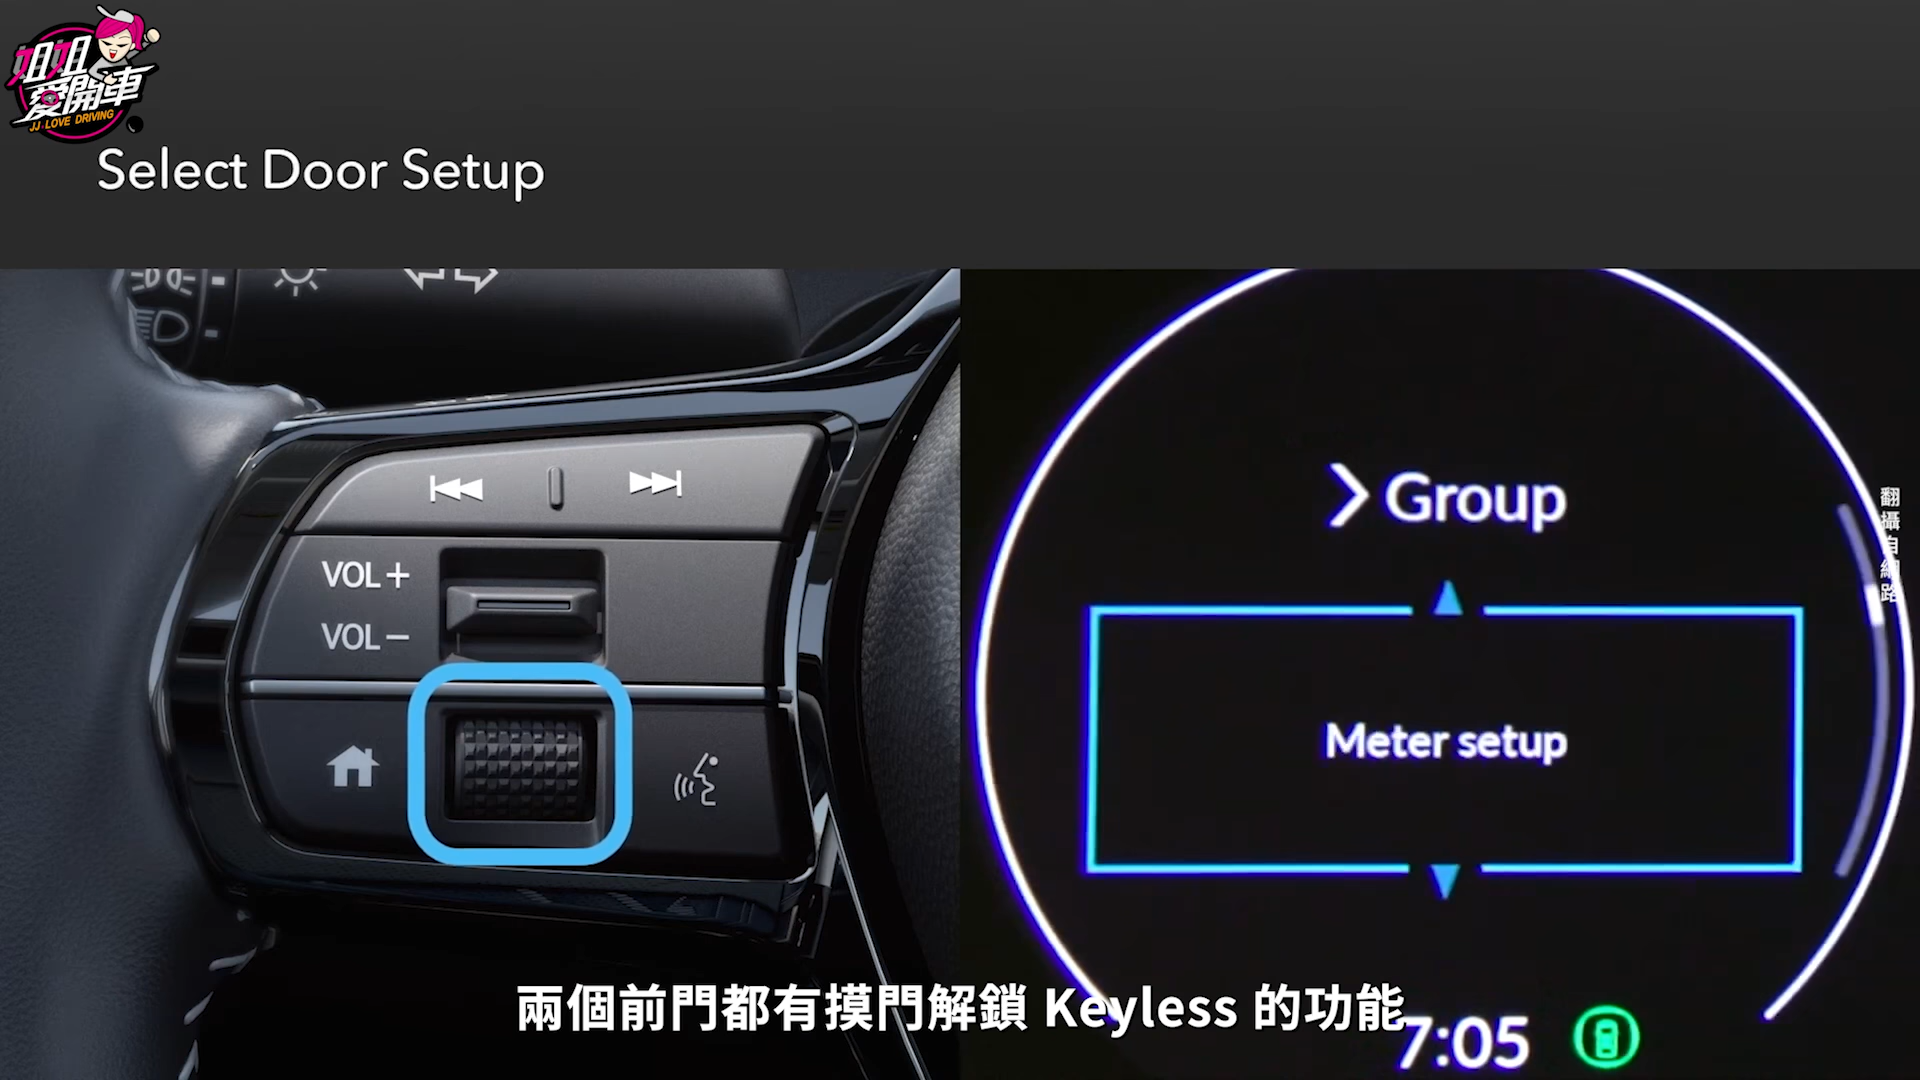 姐姐
愛開車
JJ LOVE DRIVING
Select Door Setup
VOL+
VOL−
Group
Meter setup
7:05
翻攝自網路
兩個前門都有摸門解鎖 Keyless 的功能